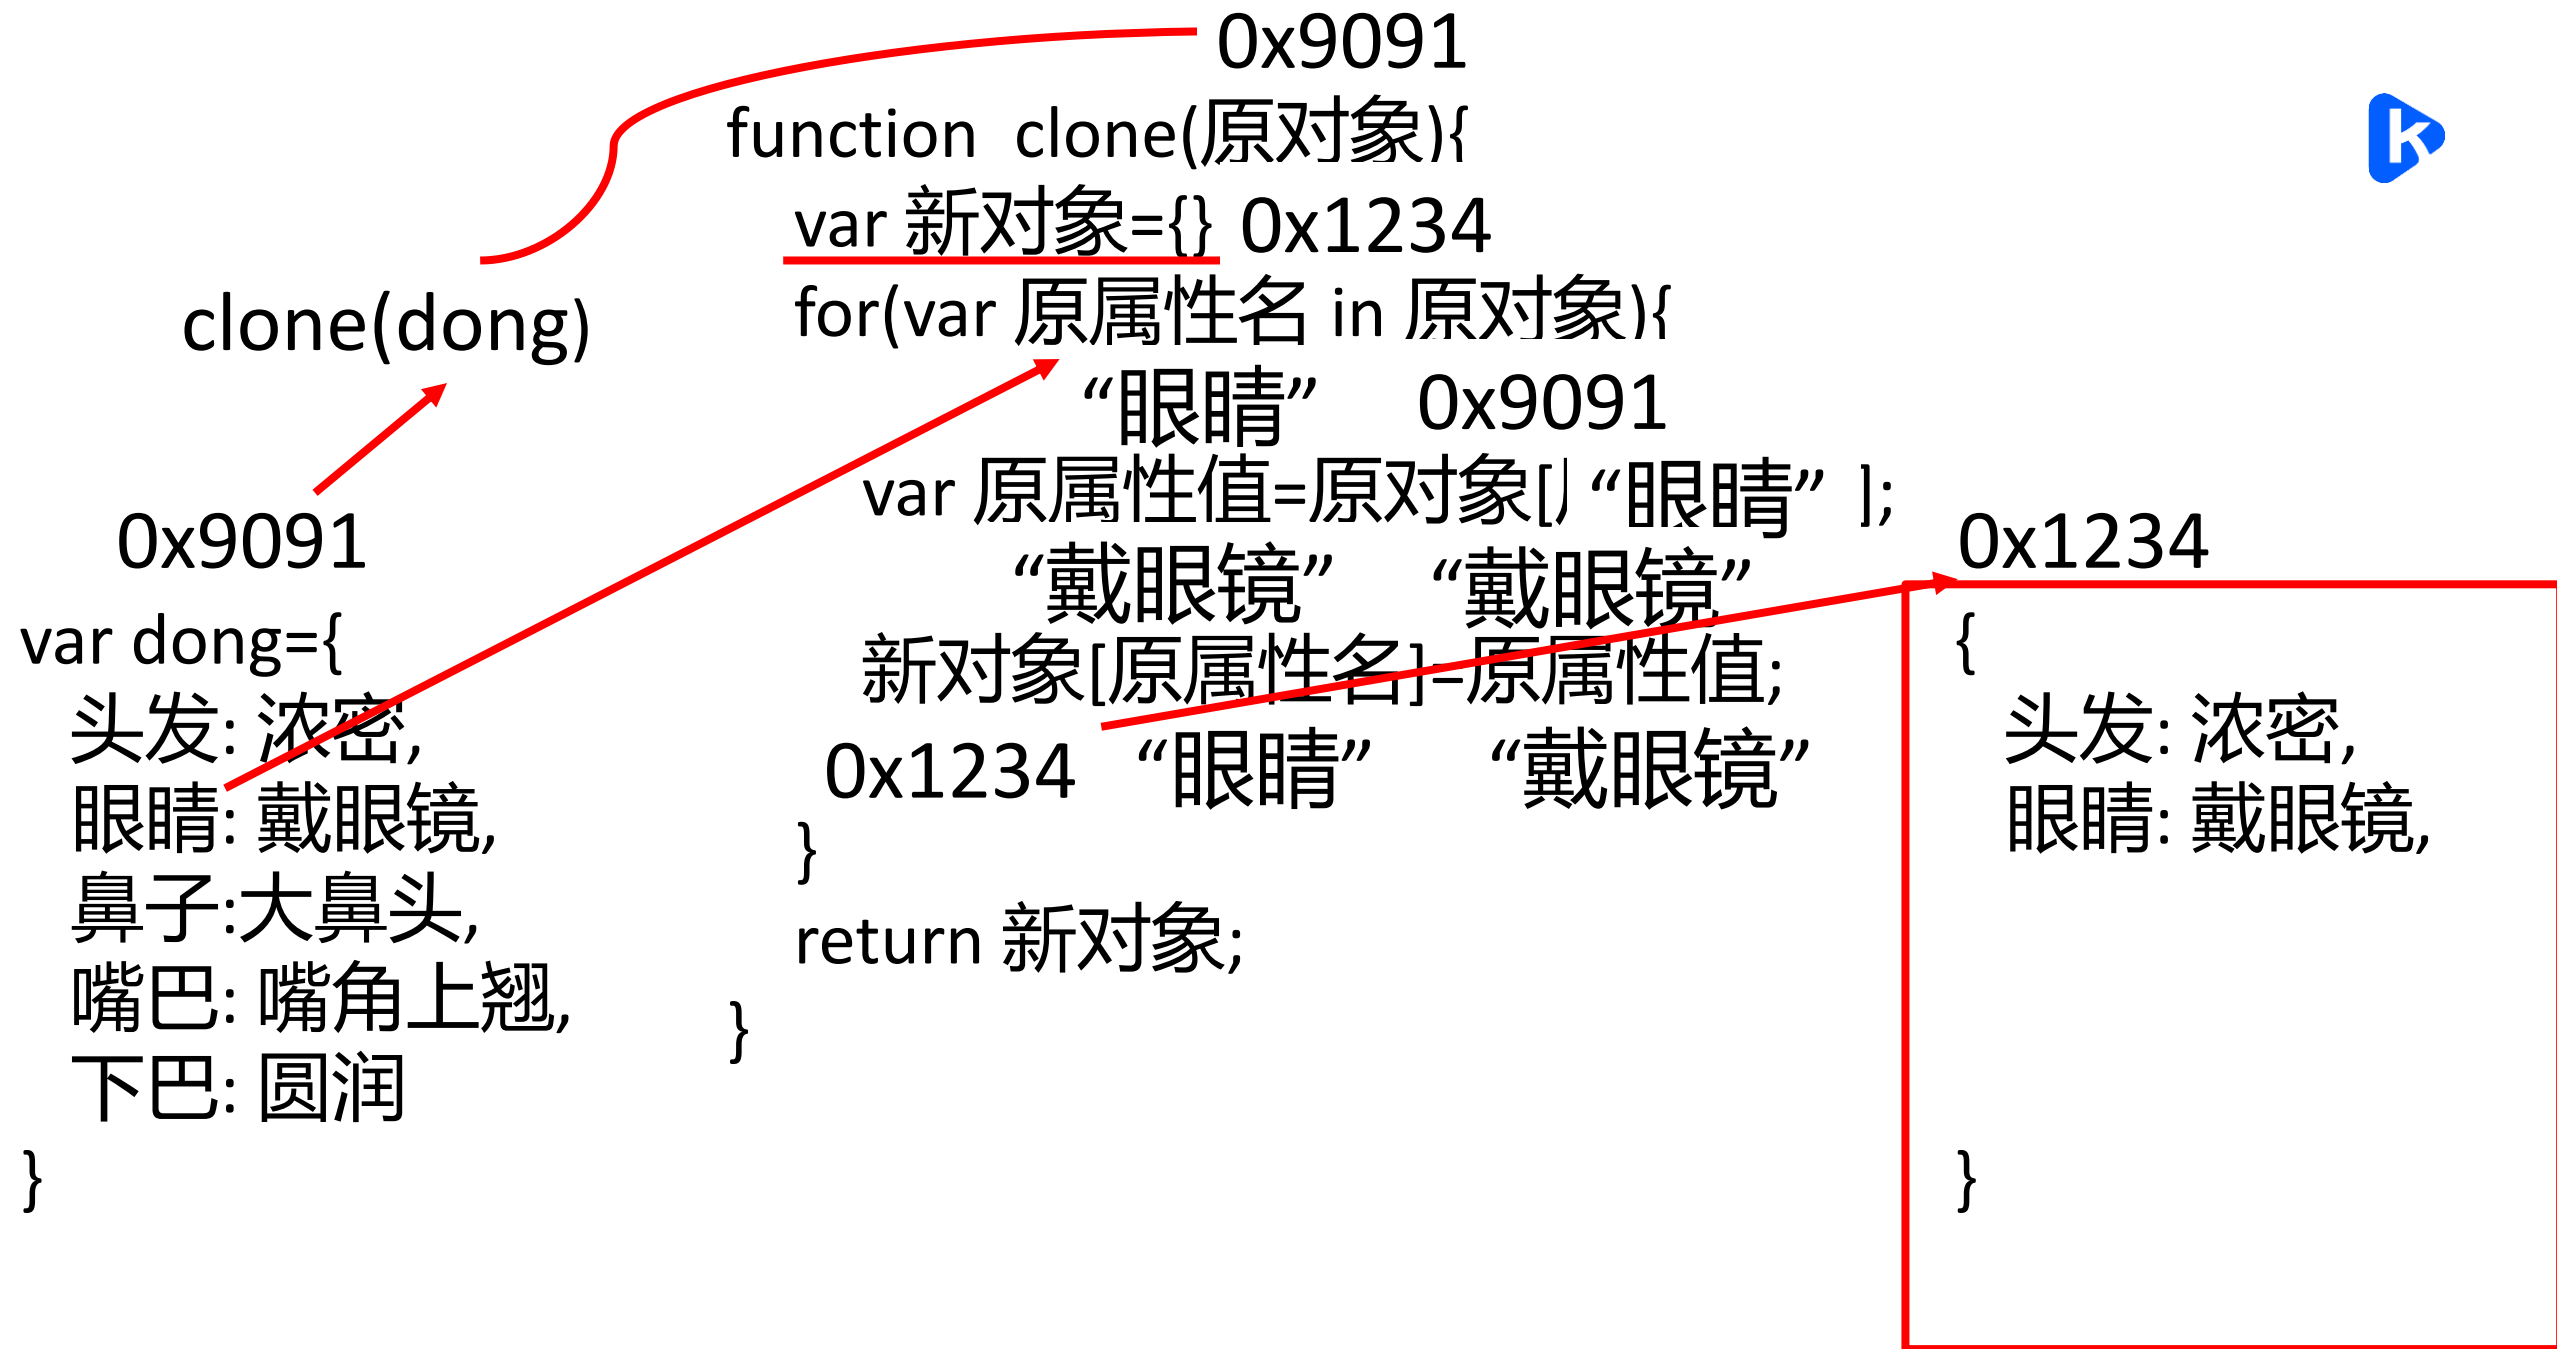 0x9091
function clone(原对象){
var 新对象={} 0x1234
for(var 原属性名 in 原对象){
“眼睛” 0x9091
var 原属性值=原对象[ “眼睛” ];
“戴眼镜” “戴眼镜”
新对象[原属性名]=原属性值;
0x1234 “眼睛” “戴眼镜”
}
return 新对象;
}
clone(dong)
0x9091
var dong={
头发: 浓密,
眼睛: 戴眼镜,
鼻子:大鼻头,
嘴巴: 嘴角上翘,
下巴: 圆润
}
0x1234
{
头发: 浓密,
眼睛: 戴眼镜,
}
K